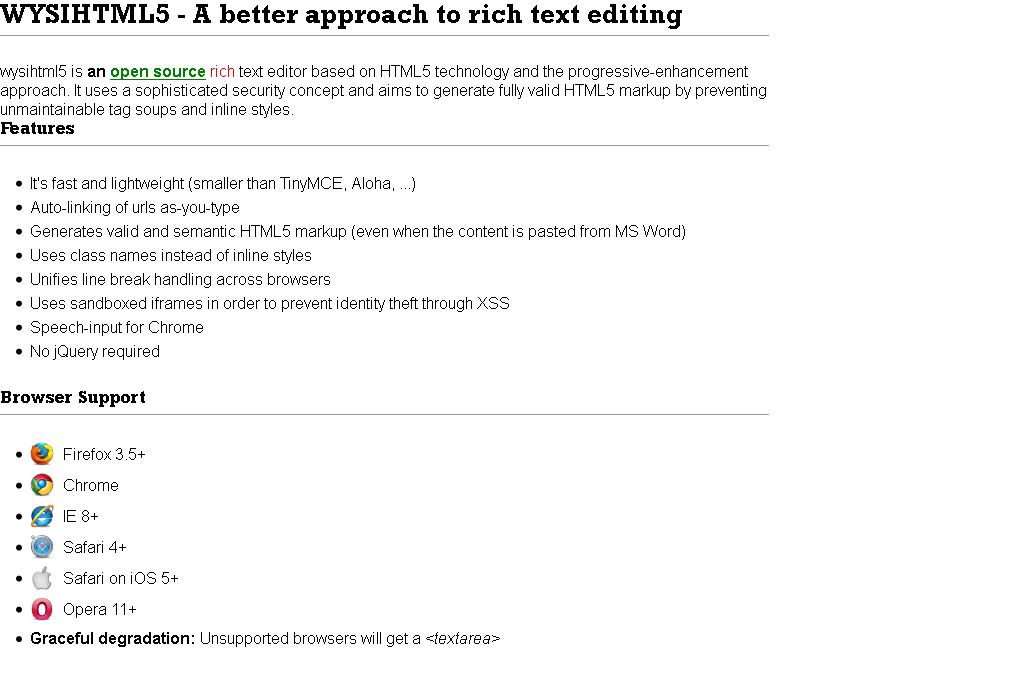 WYSIHTML5 - A better approach to rich text editing
wysihtml5 is an open source rich text editor based on HTML5 technology and the progressive-enhancement
approach. It uses a sophisticated security concept and aims to generate fully valid HTML5 markup by preventing
unmaintainable tag soups and inline styles.
Features
It's fast and lightweight (smaller than TinyMCE, Aloha, ...)
Auto-linking of urls as-you-type
Generates valid and semantic HTML5 markup (even when the content is pasted from MS Word)
Uses class names instead of inline styles
Unifies line break handling across browsers
Uses sandboxed iframes in order to prevent identity theft through XSS
Speech-input for Chrome
No jQuery required
Browser Support
Firefox 3.5+
Chrome
IE 8+
Safari 4+
Safari on iOS 5+
Opera 11+
Graceful degradation: Unsupported browsers will get a <textarea>